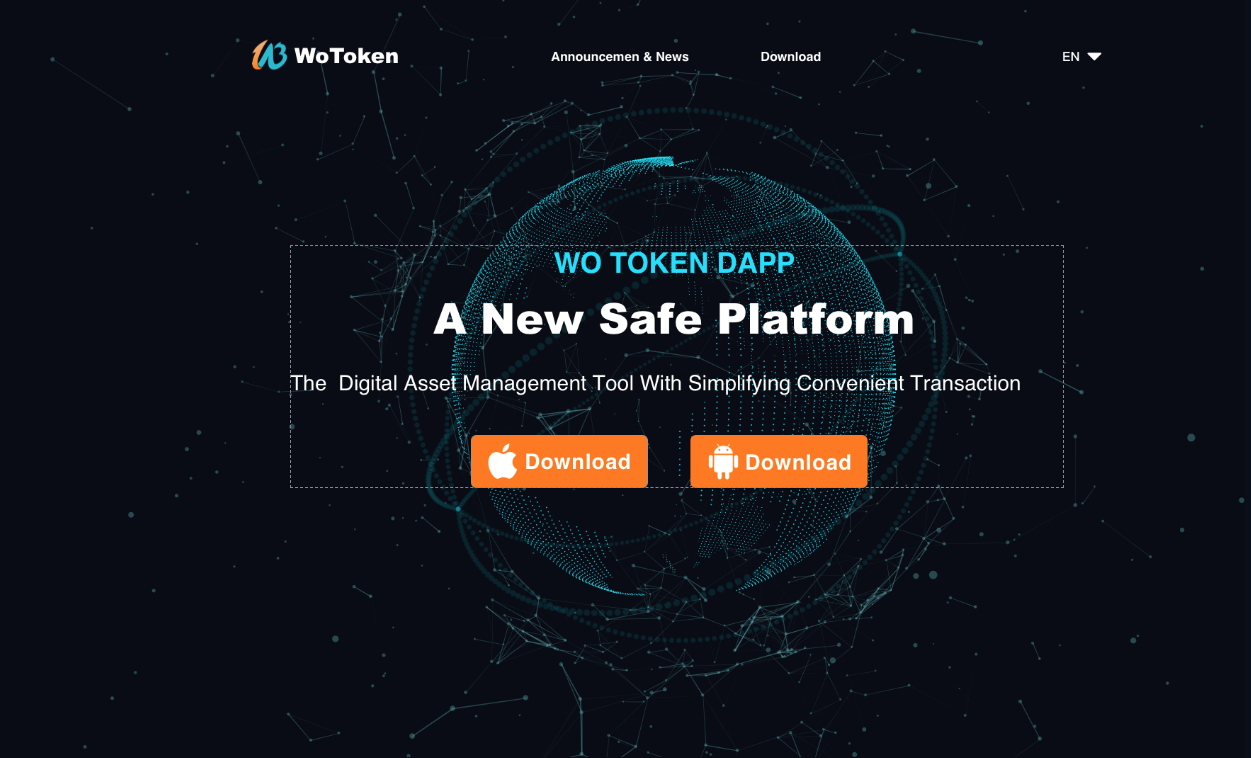 WoToken
Announcemen & News
Download
EN
WO TOKEN DAPP
A New Safe Platform
The  Digital Asset Management Tool With Simplifying Convenient Transaction
Download
Download